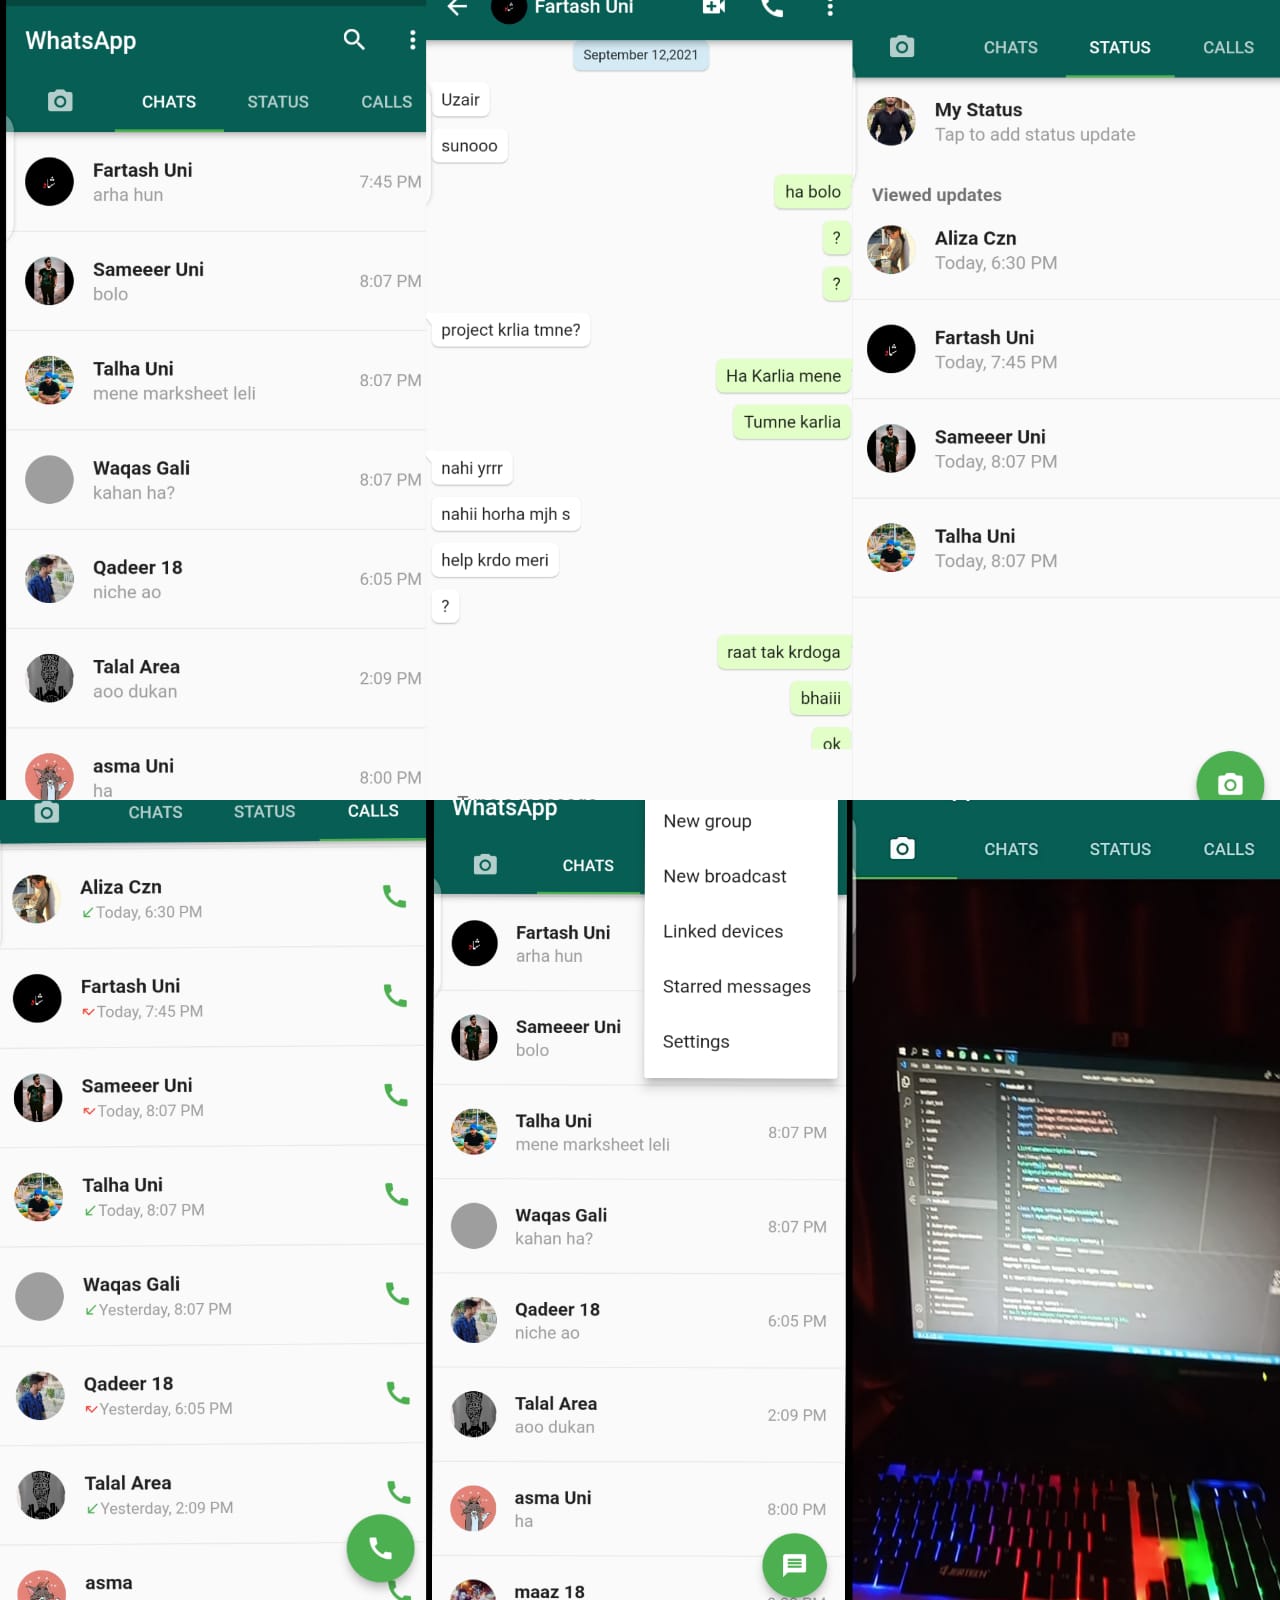 WhatsApp
CHATS STATUS CALLS
Fartash Uni
arha hun
7:45 PM
Sameeer Uni
bolo
8:07 PM
Talha Uni
mene marksheet leli
8:07 PM
Waqas Gali
kahan ha?
8:07 PM
Qadeer 18
niche ao
6:05 PM
Talal Area
aoo dukan
2:09 PM
asma Uni
ha
8:00 PM
Fartash Uni
September 12,2021
Uzair
sunooo
ha bolo
?
?
project krlia tmne?
Ha Karlia mene
Tumne karlia
nahi yrrr
nahii horha mjh s
help krdo meri
?
raat tak krdoga
bhaiii
ok
CHATS STATUS CALLS
My Status
Tap to add status update
Viewed updates
Aliza Czn
Today, 6:30 PM
Fartash Uni
Today, 7:45 PM
Sameeer Uni
Today, 8:07 PM
Talha Uni
Today, 8:07 PM
CHATS STATUS CALLS
Aliza Czn
Today, 6:30 PM
Fartash Uni
Today, 7:45 PM
Sameeer Uni
Today, 8:07 PM
Talha Uni
Today, 8:07 PM
Waqas Gali
Yesterday, 8:07 PM
Qadeer 18
Yesterday, 6:05 PM
Talal Area
Yesterday, 2:09 PM
asma
WhatsApp
CHATS
New group
New broadcast
Linked devices
Starred messages
Settings
Fartash Uni
arha hun
Sameeer Uni
bolo
Talha Uni
mene marksheet leli
8:07 PM
Waqas Gali
kahan ha?
8:07 PM
Qadeer 18
niche ao
6:05 PM
Talal Area
aoo dukan
2:09 PM
asma Uni
ha
8:00 PM
maaz 18
CHATS STATUS CALLS